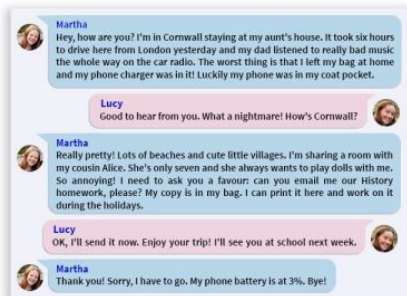 Martha
Hey, how are you? I'm in Cornwall staying at my aunt's house. It took six hours
to drive here from London yesterday and my dad listened to really bad music
the whole way on the car radio. The worst thing is that I left my bag at home
and my phone charger was in it! Luckily my phone was in my coat pocket.
Lucy
Good to hear from you. What a nightmare! How's Cornwall?
Martha
Really pretty! Lots of beaches and cute little villages. I'm sharing a room with
my cousin Alice. She's only seven and she always wants to play dolls with me.
So annoying! I need to ask you a favour: can you email me our History
homework, please? My copy is in my bag. I can print it here and work on it
during the holidays.
Lucy
OK, I'll send it now. Enjoy your trip! I'll see you at school next week.
Martha
Thank you! Sorry, I have to go. My phone battery is at 3%. Bye!